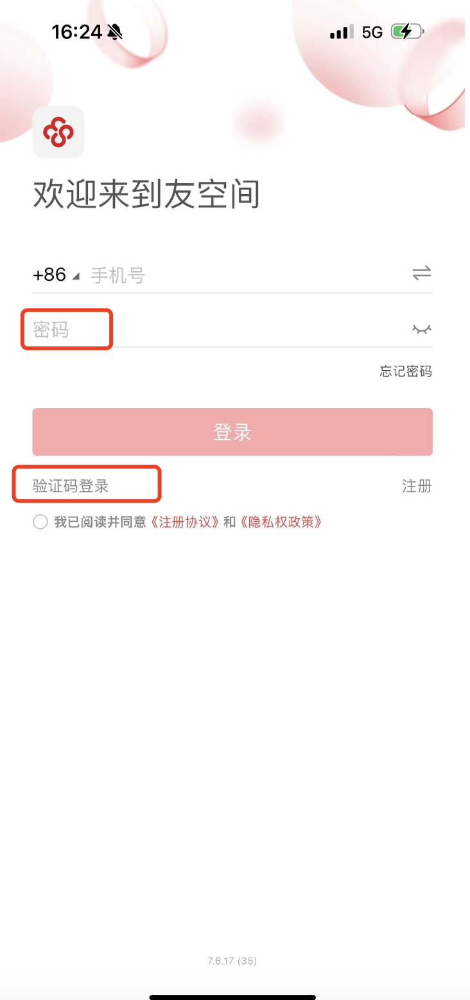 16:24 5G
欢迎来到友空间
+86 手机号
密码
忘记密码
登录
验证码登录 注册
我已阅读并同意《注册协议》和《隐私权政策》
7.6.17 (35)